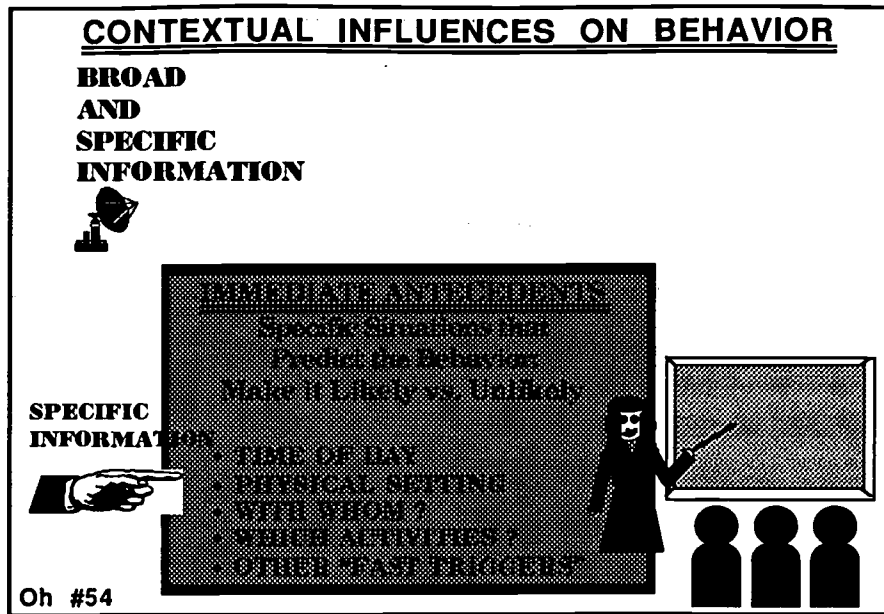 CONTEXTUAL INFLUENCES ON BEHAVIOR
BROAD
AND
SPECIFIC
INFORMATION
IMMEDIATE ANTECEDENTS
Specific Situations that
Predict the Behavior:
Make it Likely vs. Unlikely
SPECIFIC
INFORMATION
• TIME OF DAY
• PHYSICAL SETTING
• WITH WHOM ?
• WHICH ACTIVITIES ?
• OTHER "FAST TRIGGERS"
Oh #54